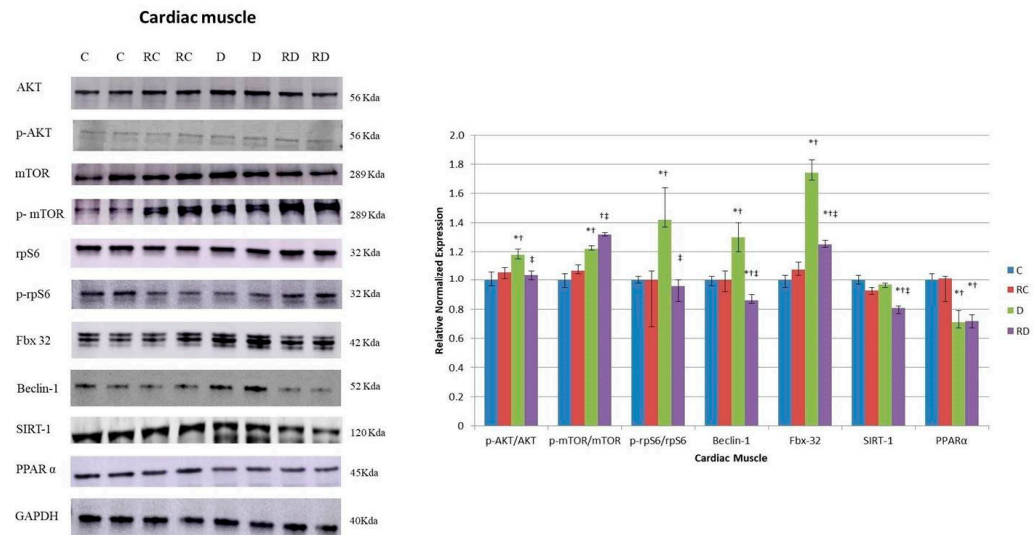 Cardiac muscle
C C RC RC D D RD RD
AKT 56 Kda
p-AKT 56 Kda
mTOR 289 Kda
p- mTOR 289 Kda
rpS6 32 Kda
p-rpS6 32 Kda
Fbx 32 42 Kda
Beclin-1 52 Kda
SIRT-1 120 Kda
PPAR α 45Kda
GAPDH 40Kda
Relative Normalized Expression
2.0
1.8
1.6
1.4
1.2
1.0
0.8
0.6
0.4
0.2
0
*† ‡ *† †‡ *† ‡ *† *†‡ *† *†‡ *†‡ *† *†
p-AKT/AKT p-mTOR/mTOR p-rpS6/rpS6 Beclin-1 Fbx-32 SIRT-1 PPARα
Cardiac Muscle
C
RC
D
RD